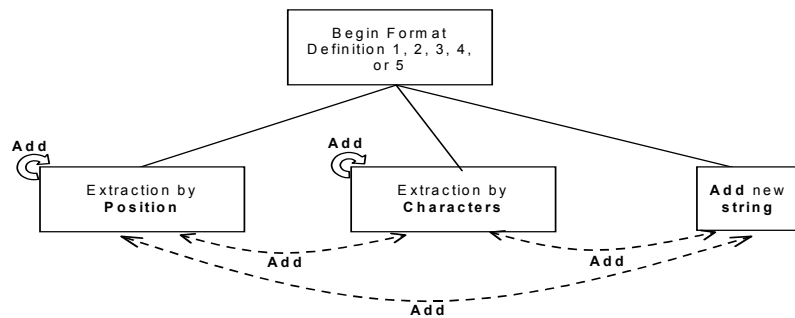 Begin Format
Definition 1, 2, 3, 4,
or 5
Add
Add
Extraction by
Position
Extraction by
Characters
Add new
string
Add
Add
Add